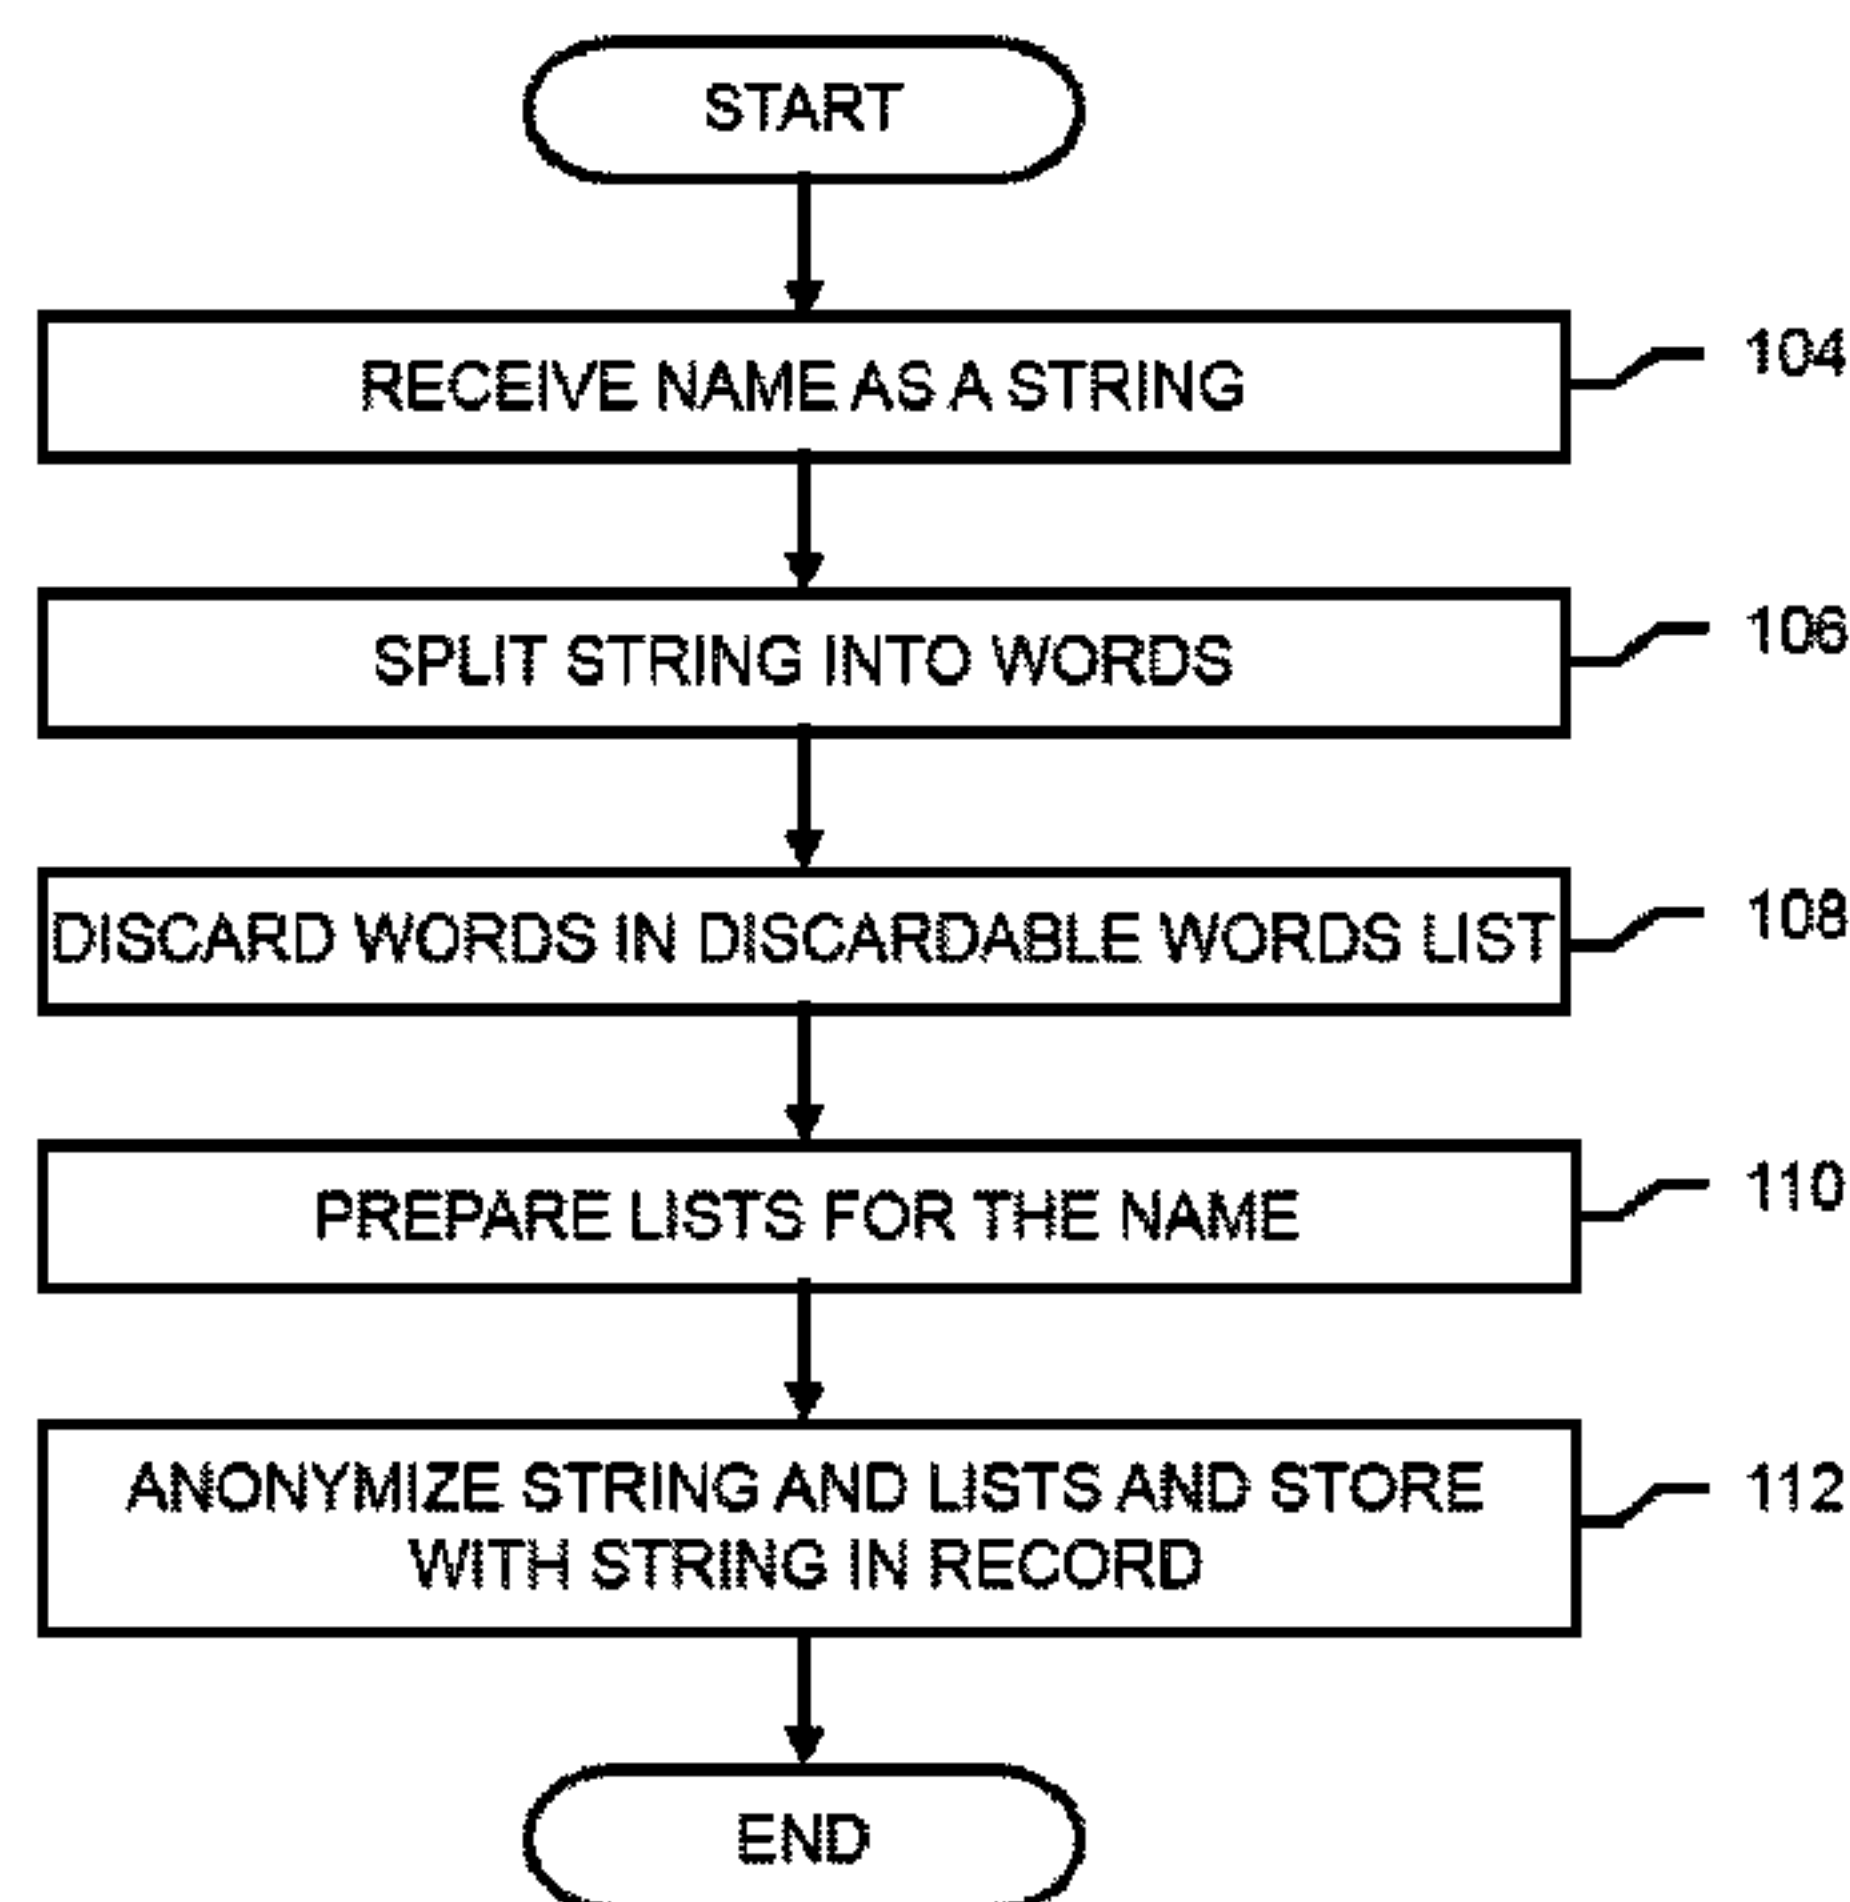 START
RECEIVE NAME AS A STRING
104
SPLIT STRING INTO WORDS
106
DISCARD WORDS IN DISCARDABLE WORDS LIST
108
PREPARE LISTS FOR THE NAME
110
ANONYMIZE STRING AND LISTS AND STORE
WITH STRING IN RECORD
112
END